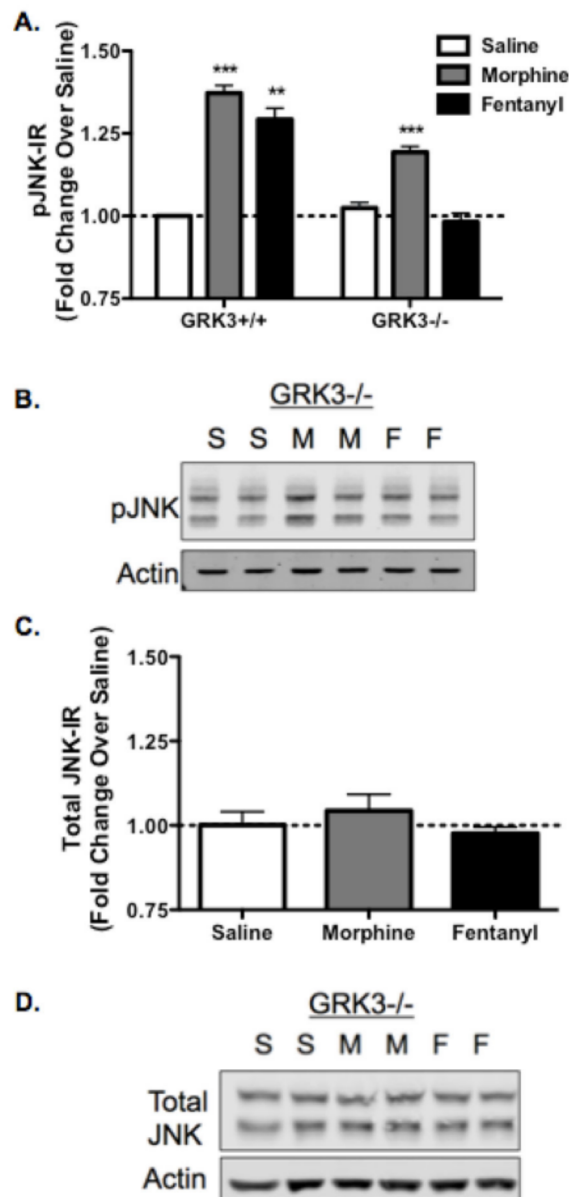 A.
pJNK-IR
(Fold Change Over Saline)
1.50
1.25
1.00
0.75
***
**
***
Saline
Morphine
Fentanyl
GRK3+/+ GRK3-/-
B.
GRK3-/-
S S M M F F
pJNK
Actin
C.
Total JNK-IR
(Fold Change Over Saline)
1.50
1.25
1.00
0.75
Saline Morphine Fentanyl
D.
GRK3-/-
S S M M F F
Total
JNK
Actin